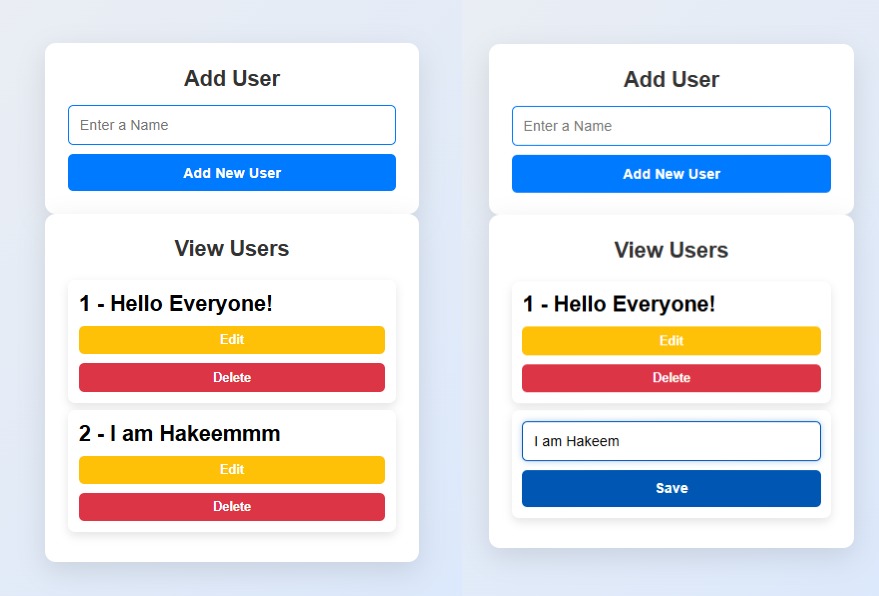 Add User
Enter a Name
Add New User
View Users
1 - Hello Everyone!
Edit
Delete
2 - I am Hakeemmm
Edit
Delete
Add User
Enter a Name
Add New User
View Users
1 - Hello Everyone!
Edit
Delete
I am Hakeem
Save